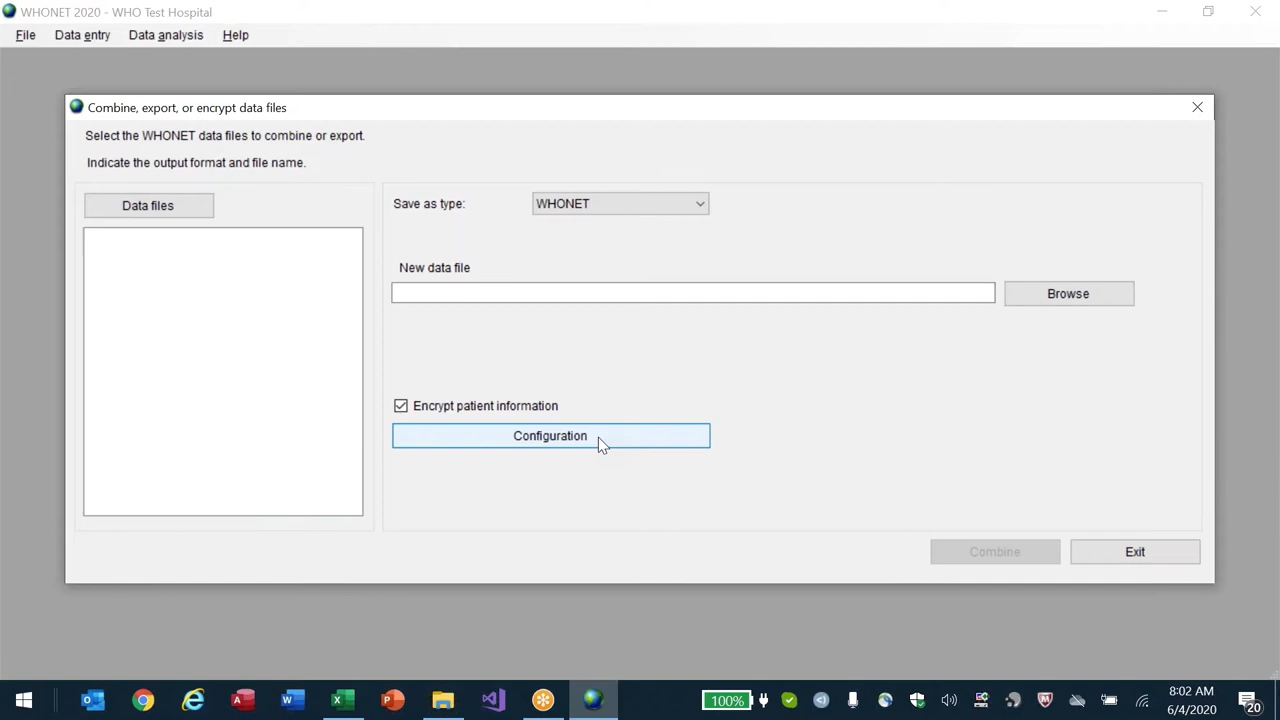 WHONET 2020 - WHO Test Hospital
File Data entry Data analysis Help
Combine, export, or encrypt data files
Select the WHONET data files to combine or export.
Indicate the output format and file name.
Data files
Save as type: WHONET
New data file
Browse
Encrypt patient information
Configuration
Combine Exit
100%
8:02 AM
6/4/2020
20